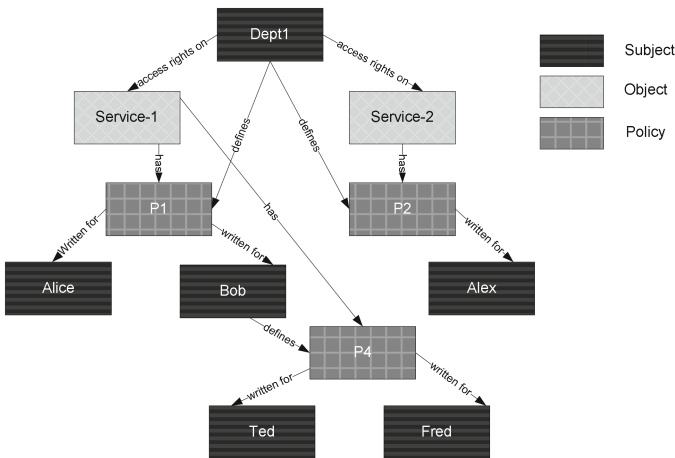 Dept1
Subject
access rights on
access rights on
Object
Service-1
Service-2
Policy
defines
defines
has
has
P1
P2
has
Written for
written for
written for
Alice
Bob
Alex
defines
P4
written for
written for
Ted
Fred